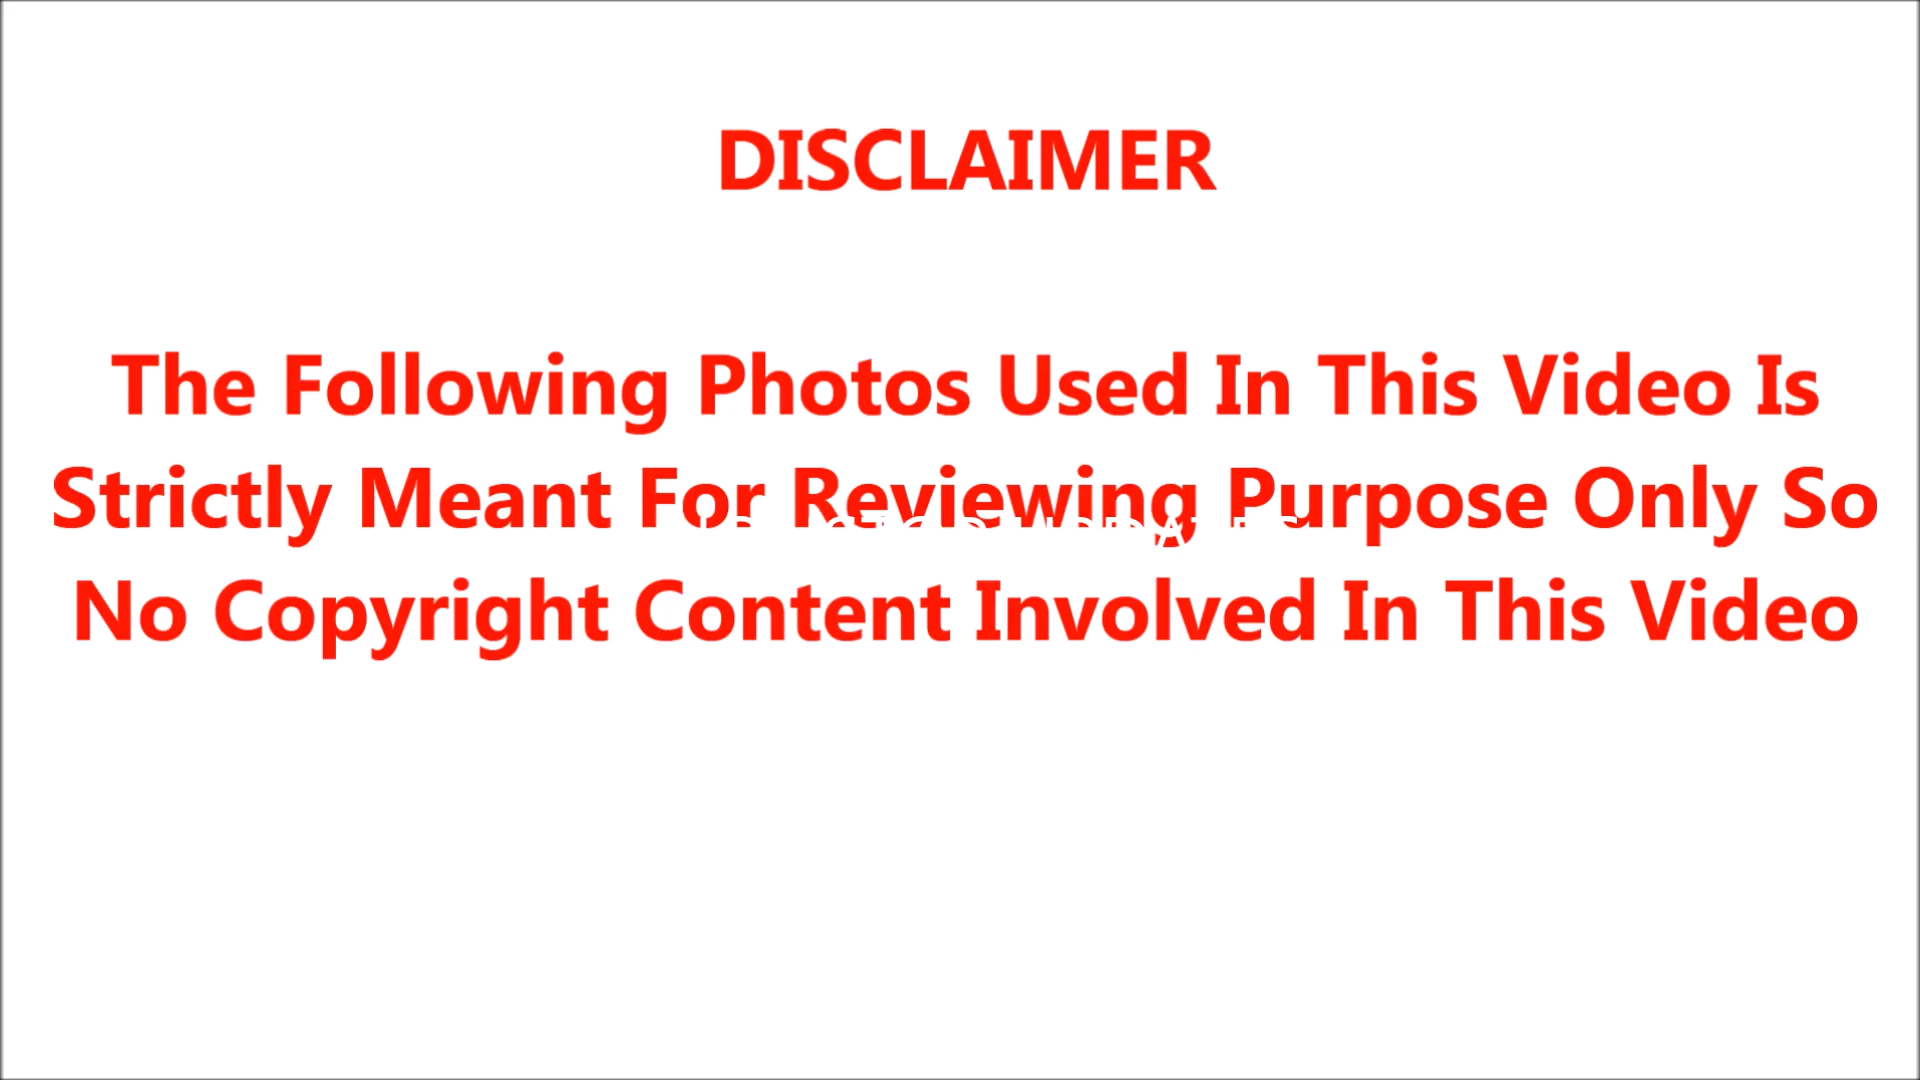 DISCLAIMER
The Following Photos Used In This Video Is
Strictly Meant For Reviewing Purpose Only So
No Copyright Content Involved In This Video